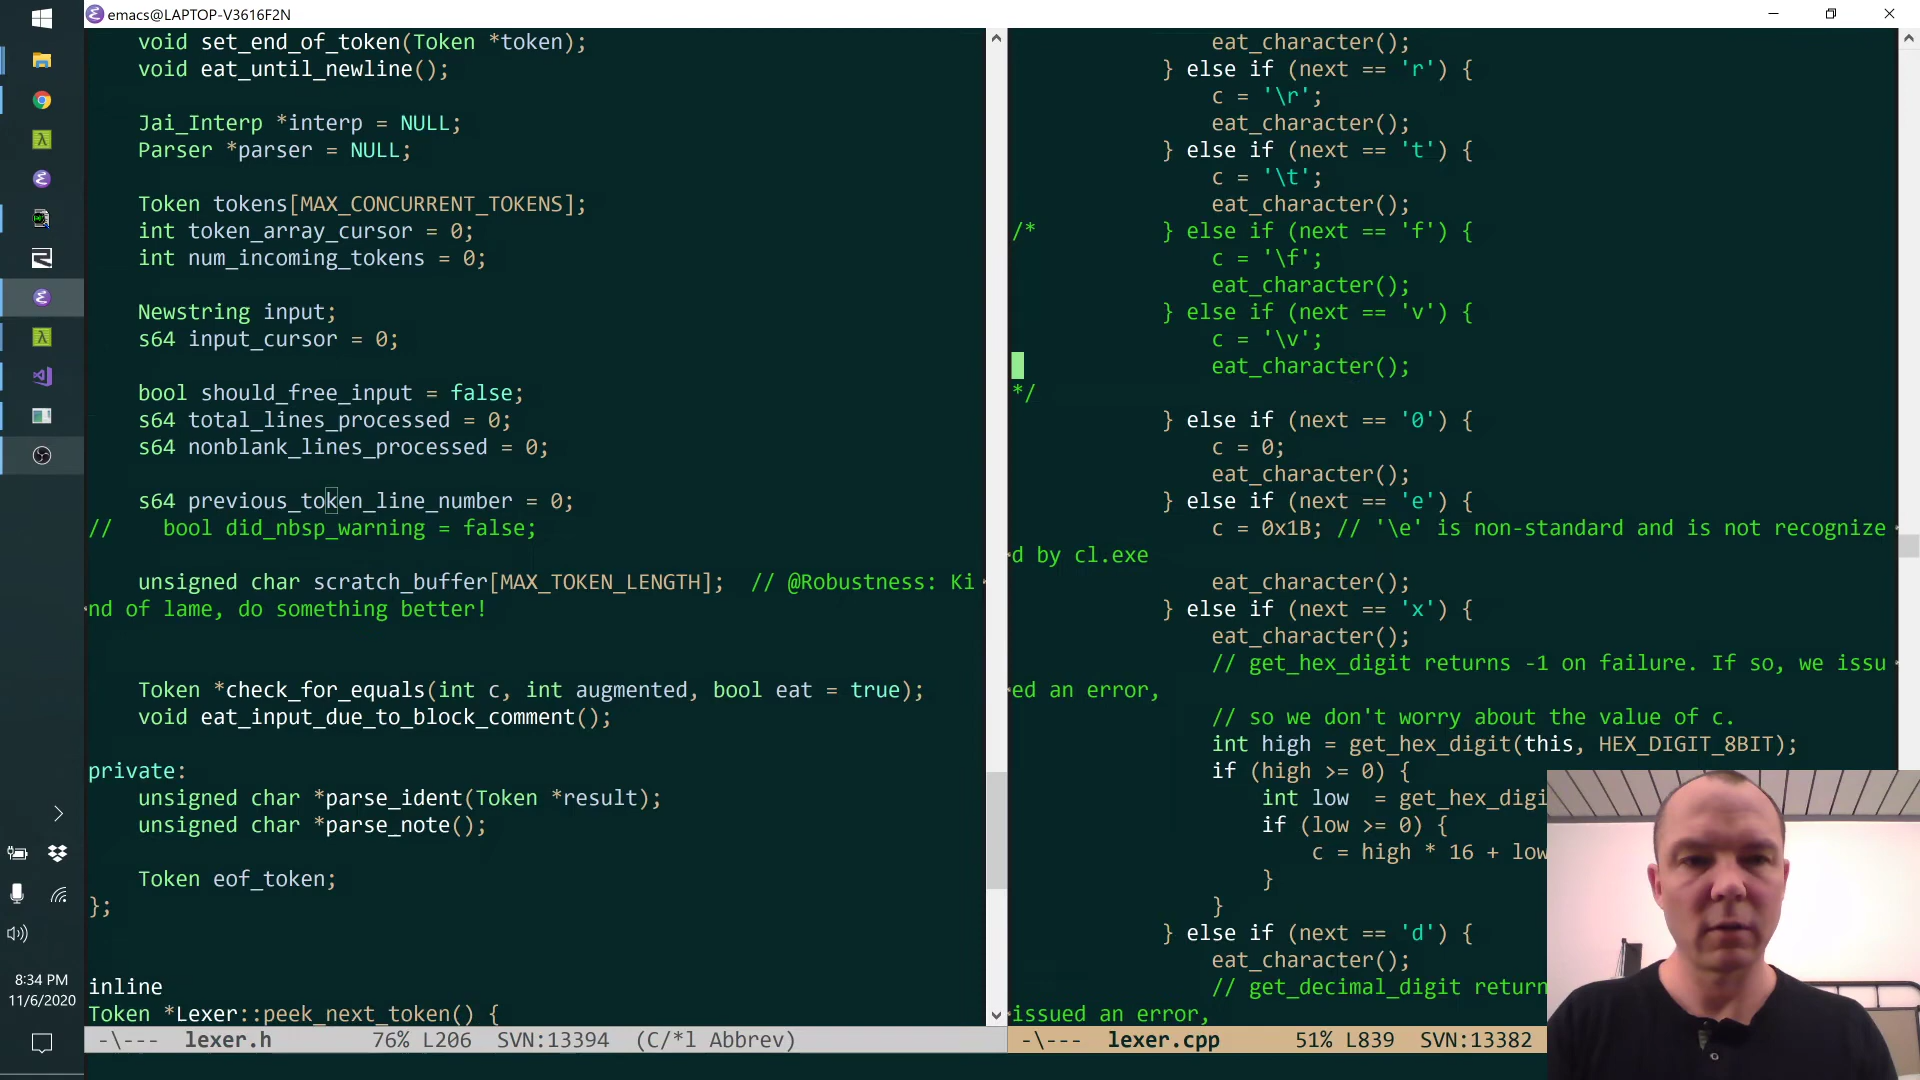 emacs@LAPTOP-V3616F2N
    void set_end_of_token(Token *token);
    void eat_until_newline();
    Jai_Interp *interp = NULL;
    Parser *parser = NULL;
    Token tokens[MAX_CONCURRENT_TOKENS];
    int token_array_cursor = 0;
    int num_incoming_tokens = 0;
    Newstring input;
    s64 input_cursor = 0;
    bool should_free_input = false;
    s64 total_lines_processed = 0;
    s64 nonblank_lines_processed = 0;
    s64 previous_token_line_number = 0;
//    bool did_nbsp_warning = false;
    unsigned char scratch_buffer[MAX_TOKEN_LENGTH];  // @Robustness: Ki
nd of lame, do something better!
    Token *check_for_equals(int c, int augmented, bool eat = true);
    void eat_input_due_to_block_comment();
private:
    unsigned char *parse_ident(Token *result);
    unsigned char *parse_note();
    Token eof_token;
};
inline
Token *Lexer::peek_next_token() {
-\---  lexer.h        76% L206  SVN:13394  (C/*l Abbrev)
                eat_character();
            } else if (next == 'r') {
                c = '\r';
                eat_character();
            } else if (next == 't') {
                c = '\t';
                eat_character();
/*          } else if (next == 'f') {
                c = '\f';
                eat_character();
            } else if (next == 'v') {
                c = '\v';
                eat_character();
*/
            } else if (next == '0') {
                c = 0;
                eat_character();
            } else if (next == 'e') {
                c = 0x1B; // '\e' is non-standard and is not recognize
d by cl.exe
                eat_character();
            } else if (next == 'x') {
                eat_character();
                // get_hex_digit returns -1 on failure. If so, we issu
ed an error,
                // so we don't worry about the value of c.
                int high = get_hex_digit(this, HEX_DIGIT_8BIT);
                if (high >= 0) {
                    int low  = get_hex_digi
                    if (low >= 0) {
                        c = high * 16 + low
                    }
                }
            } else if (next == 'd') {
                eat_character();
                // get_decimal_digit return
issued an error,
-\---  lexer.cpp      51% L839  SVN:13382
8:34 PM
11/6/2020